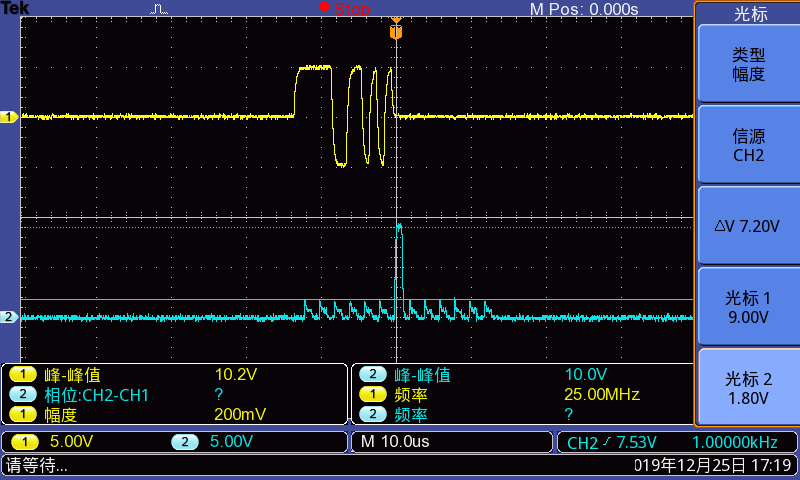 Tek Stop M Pos: 0.000s 光标
T
类型
幅度
1
信源
CH2
△V 7.20V
光标 1
9.00V
2
光标 2
1.80V
1 峰-峰值 10.2V 2 峰-峰值 10.0V
2 相位:CH2-CH1 ? 1 频率 25.00MHz
1 幅度 200mV 2 频率 ?
1 5.00V 2 5.00V M 10.0us CH2 7.53V 1.00000kHz
请等待... 019年12月25日 17:19